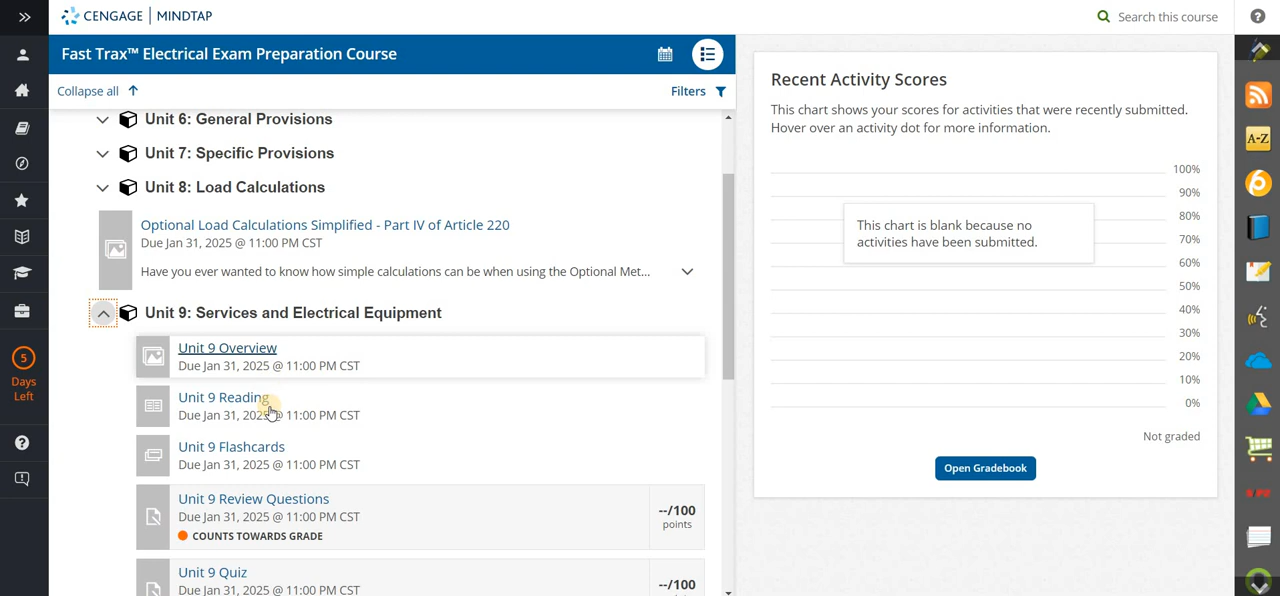 CENGAGE MINDTAP
Search this course
Fast Trax™ Electrical Exam Preparation Course
Collapse all
Filters
Unit 6: General Provisions
Unit 7: Specific Provisions
Unit 8: Load Calculations
Optional Load Calculations Simplified - Part IV of Article 220
Due Jan 31, 2025 @ 11:00 PM CST
Have you ever wanted to know how simple calculations can be when using the Optional Met...
Unit 9: Services and Electrical Equipment
Unit 9 Overview
Due Jan 31, 2025 @ 11:00 PM CST
Unit 9 Reading
Due Jan 31, 2025 @ 11:00 PM CST
Unit 9 Flashcards
Due Jan 31, 2025 @ 11:00 PM CST
Unit 9 Review Questions
Due Jan 31, 2025 @ 11:00 PM CST
COUNTS TOWARDS GRADE
--/100
points
Unit 9 Quiz
Due Jan 31, 2025 @ 11:00 PM CST
--/100
5
Days
Left
Recent Activity Scores
This chart shows your scores for activities that were recently submitted.
Hover over an activity dot for more information.
100%
90%
80%
70%
60%
50%
40%
30%
20%
10%
0%
This chart is blank because no
activities have been submitted.
Not graded
Open Gradebook
A-Z